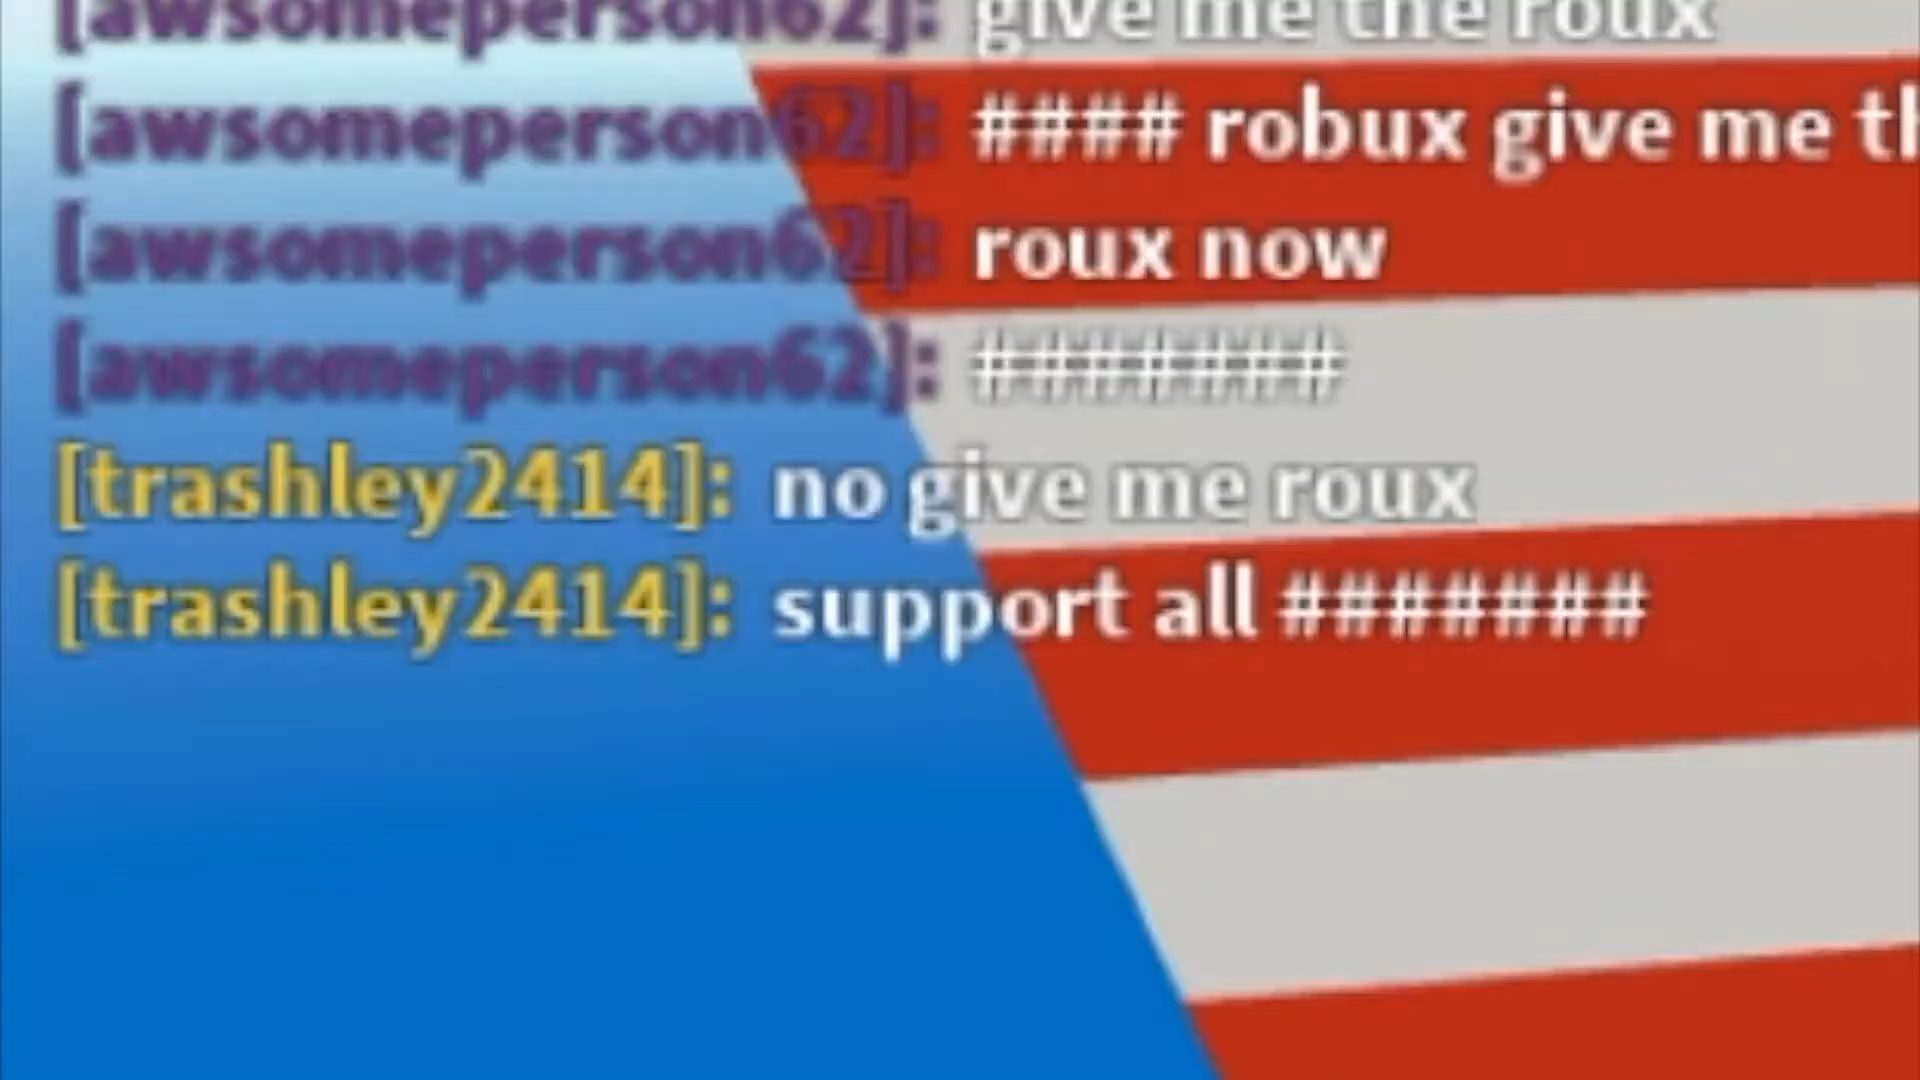 [awsomeperson62]: give me the roux
[awsomeperson62]: #### robux give me th
[awsomeperson62]: roux now
[awsomeperson62]: ########
[trashley2414]: no give me roux
[trashley2414]: support all ########